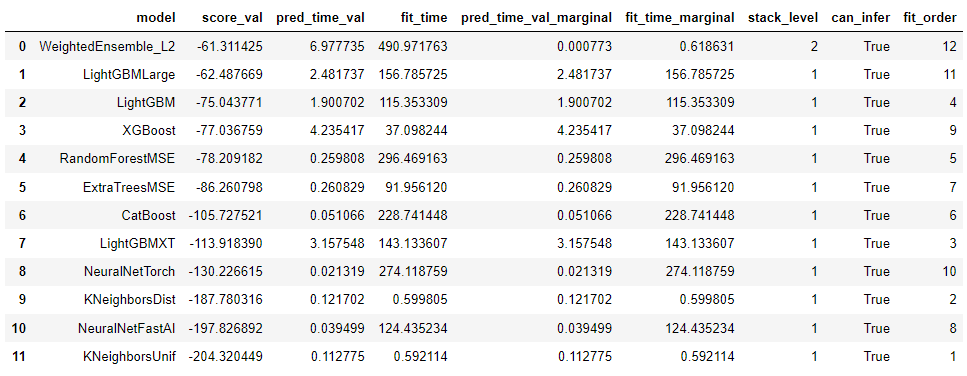 model score_val pred_time_val fit_time pred_time_val_marginal fit_time_marginal stack_level can_infer fit_order
0 WeightedEnsemble_L2 -61.311425 6.977735 490.971763 0.000773 0.618631 2 True 12
1 LightGBMLarge -62.487669 2.481737 156.785725 2.481737 156.785725 1 True 11
2 LightGBM -75.043771 1.900702 115.353309 1.900702 115.353309 1 True 4
3 XGBoost -77.036759 4.235417 37.098244 4.235417 37.098244 1 True 9
4 RandomForestMSE -78.209182 0.259808 296.469163 0.259808 296.469163 1 True 5
5 ExtraTreesMSE -86.260798 0.260829 91.956120 0.260829 91.956120 1 True 7
6 CatBoost -105.727521 0.051066 228.741448 0.051066 228.741448 1 True 6
7 LightGBMXT -113.918390 3.157548 143.133607 3.157548 143.133607 1 True 3
8 NeuralNetTorch -130.226615 0.021319 274.118759 0.021319 274.118759 1 True 10
9 KNeighborsDist -187.780316 0.121702 0.599805 0.121702 0.599805 1 True 2
10 NeuralNetFastAI -197.826892 0.039499 124.435234 0.039499 124.435234 1 True 8
11 KNeighborsUnif -204.320449 0.112775 0.592114 0.112775 0.592114 1 True 1